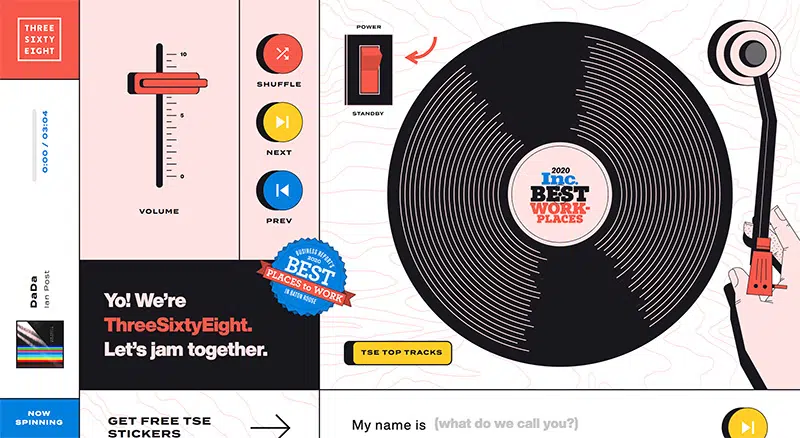 THREE
SIXTY
EIGHT
0:00 / 03:04
DaDa
Ian Post
NOW
SPINNING
10
5
0
VOLUME
SHUFFLE
NEXT
PREV
POWER
STANDBY
2020
Inc.
BEST
WORK-
PLACES
BUSINESS REPORT'S
2020
BEST
PLACES to WORK
IN BATON ROUGE
Yo! We're
ThreeSixtyEight.
Let's jam together.
TSE TOP TRACKS
GET FREE TSE
STICKERS
My name is (what do we call you?)